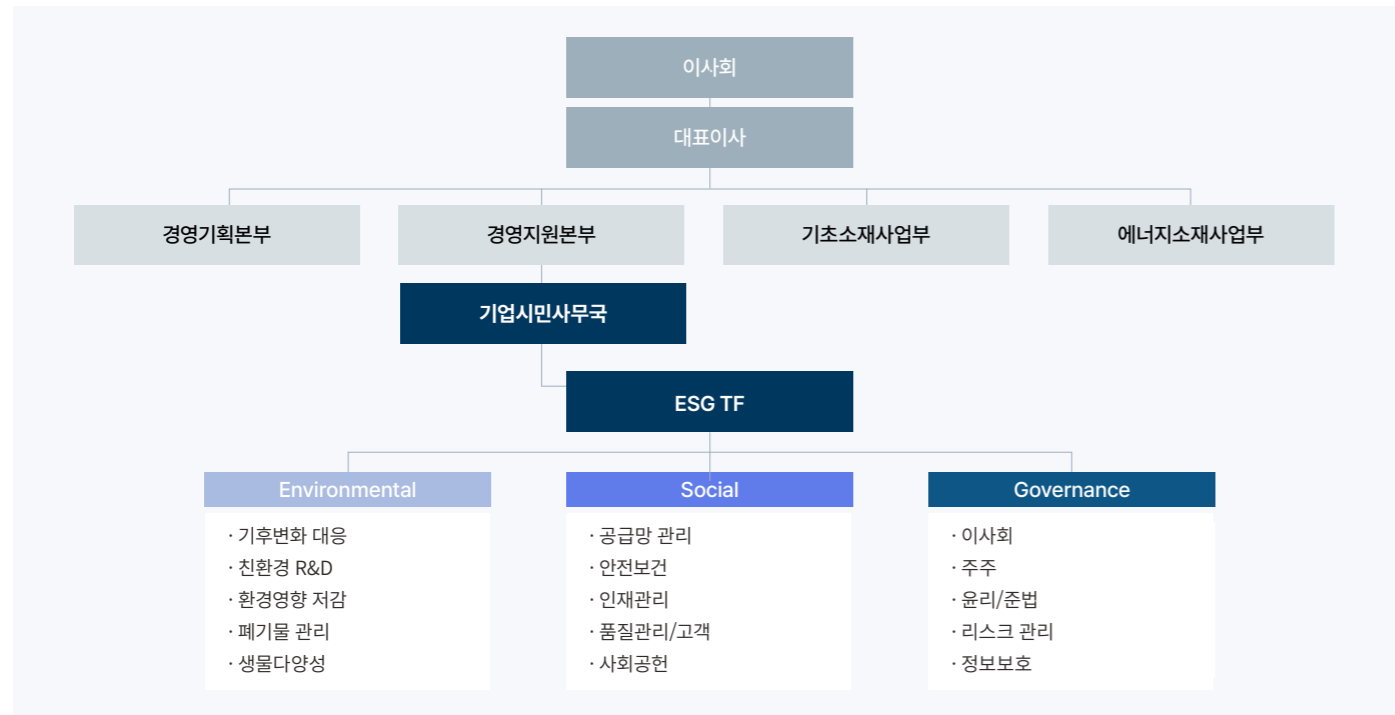 이사회
대표이사
경영기획본부
경영지원본부
기초소재사업부
에너지소재사업부
기업시민사무국
ESG TF
Environmental
· 기후변화 대응
· 친환경 R&D
· 환경영향 저감
· 폐기물 관리
· 생물다양성
Social
· 공급망 관리
· 안전보건
· 인재관리
· 품질관리/고객
· 사회공헌
Governance
· 이사회
· 주주
· 윤리/준법
· 리스크 관리
· 정보보호